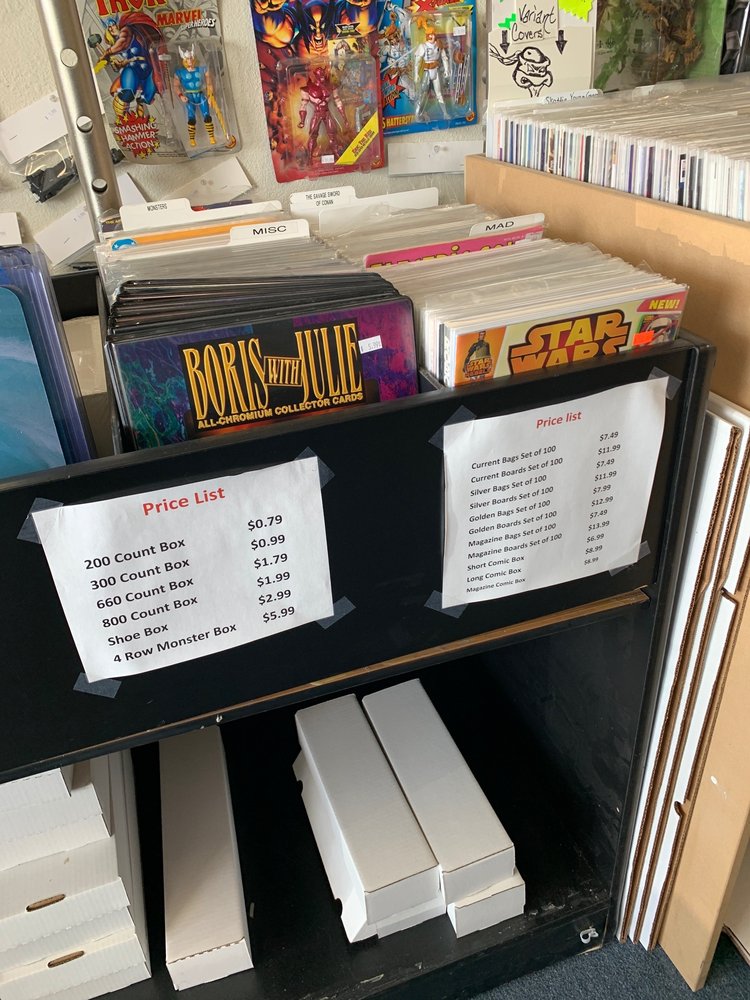 THOR
MARVEL
SUPERHEROES
SMASHING
HAMMER
ACTION
Variant
Covers!
MONSTERS
THE SAVAGE SWORD
OF CONAN
MISC
MAD
NEW!
STAR
WARS
BORIS WITH JULIE
ALL-CHROMIUM COLLECTOR CARDS
Price List
200 Count Box $0.79
300 Count Box $0.99
660 Count Box $1.79
800 Count Box $1.99
Shoe Box $2.99
4 Row Monster Box $5.99
Price list
Current Bags Set of 100 $7.49
Current Boards Set of 100 $11.99
Silver Bags Set of 100 $7.49
Silver Boards Set of 100 $11.99
Golden Bags Set of 100 $7.99
Golden Boards Set of 100 $12.99
Magazine Bags Set of 100 $7.49
Magazine Boards Set of 100 $13.99
Short Comic Box $6.99
Long Comic Box $8.99
Magazine Comic Box $8.99